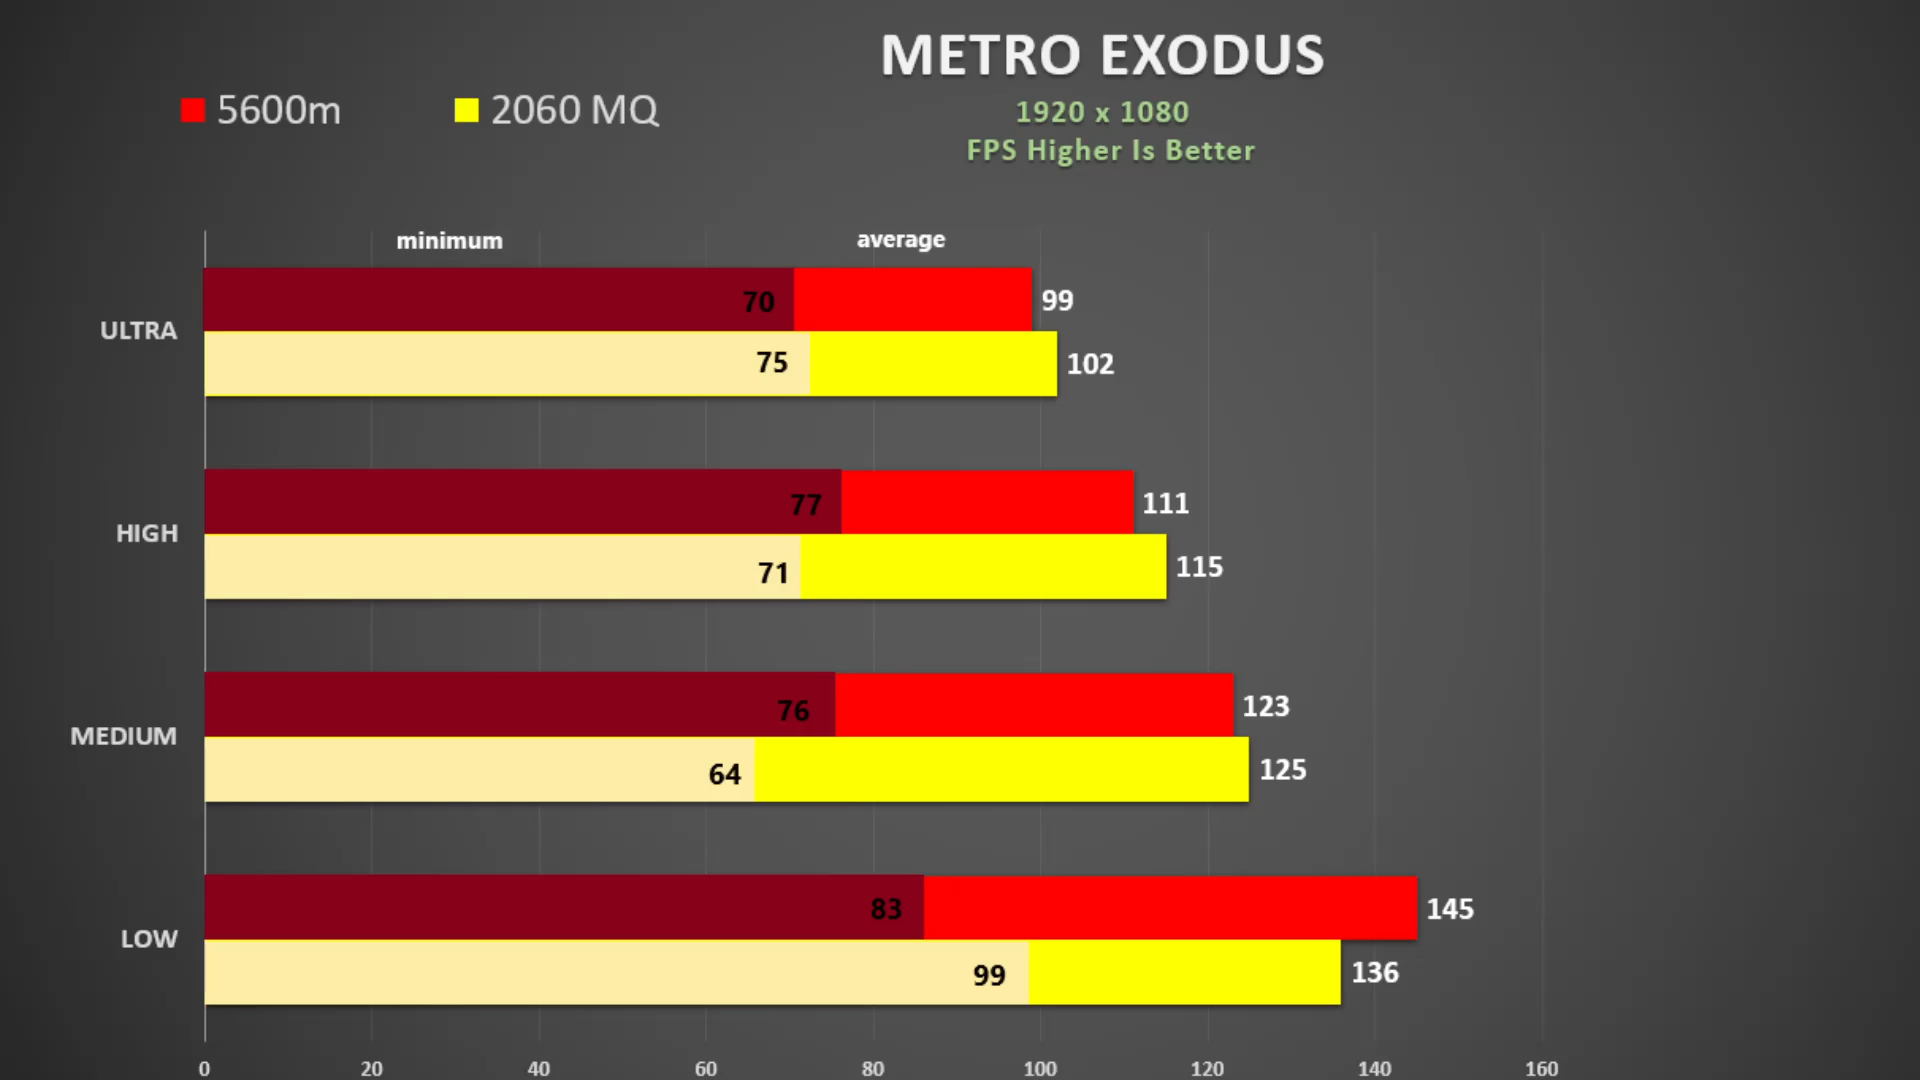 METRO EXODUS
5600m 2060 MQ
1920 x 1080
FPS Higher Is Better
minimum average
70 99
ULTRA
75 102
77 111
HIGH
71 115
76 123
MEDIUM
64 125
83 145
LOW
99 136
0 20 40 60 80 100 120 140 160